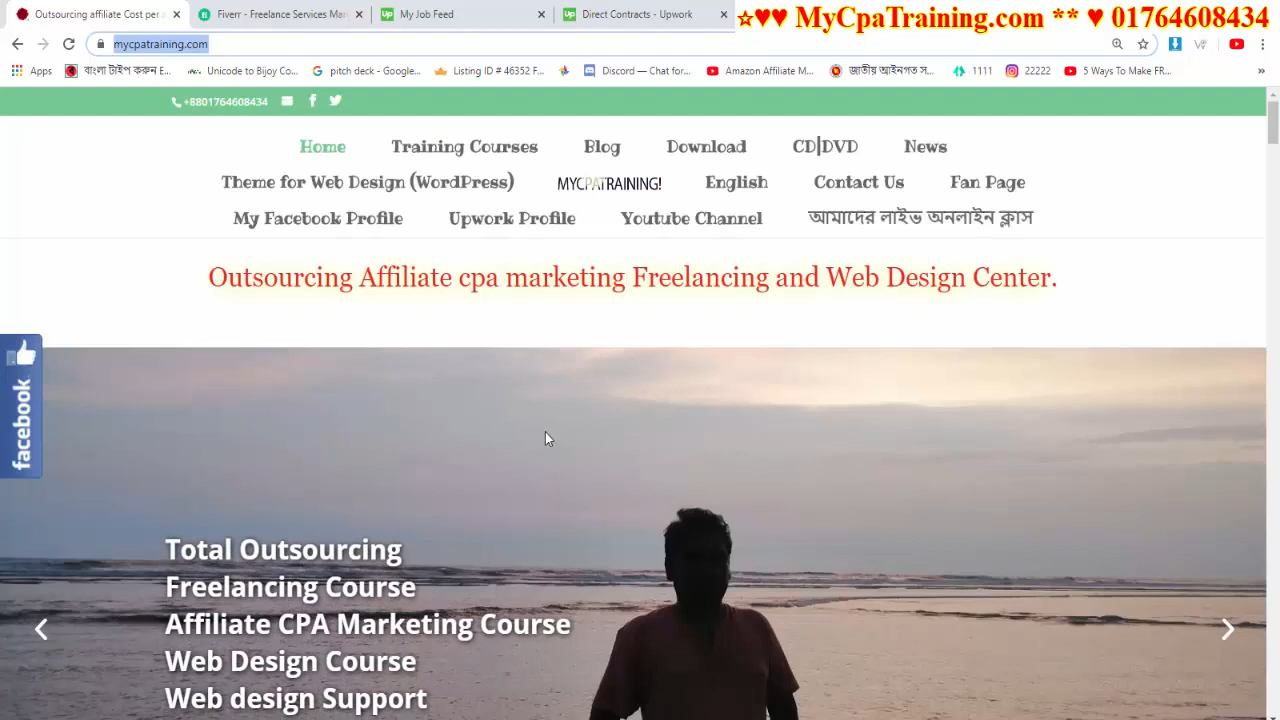 Outsourcing affiliate Cost per a
Fiverr - Freelance Services Mar
My Job Feed
Direct Contracts - Upwork
☆♥♥ MyCpaTraining.com ** ♥ 01764608434
mycpatraining.com
Apps
বাংলা টাইপ করুন E...
Unicode to Bijoy Co...
pitch deck - Google...
Listing ID # 46352 F...
Discord — Chat for...
Amazon Affiliate M...
জাতীয় আইনগত স...
1111
22222
5 Ways To Make FR...
+8801764608434
Home Training Courses Blog Download CD|DVD News
Theme for Web Design (WordPress) MYCPATRAINING! English Contact Us Fan Page
My Facebook Profile Upwork Profile Youtube Channel আমাদের লাইভ অনলাইন ক্লাস
Outsourcing Affiliate cpa marketing Freelancing and Web Design Center.
facebook
Total Outsourcing
Freelancing Course
Affiliate CPA Marketing Course
Web Design Course
Web design Support